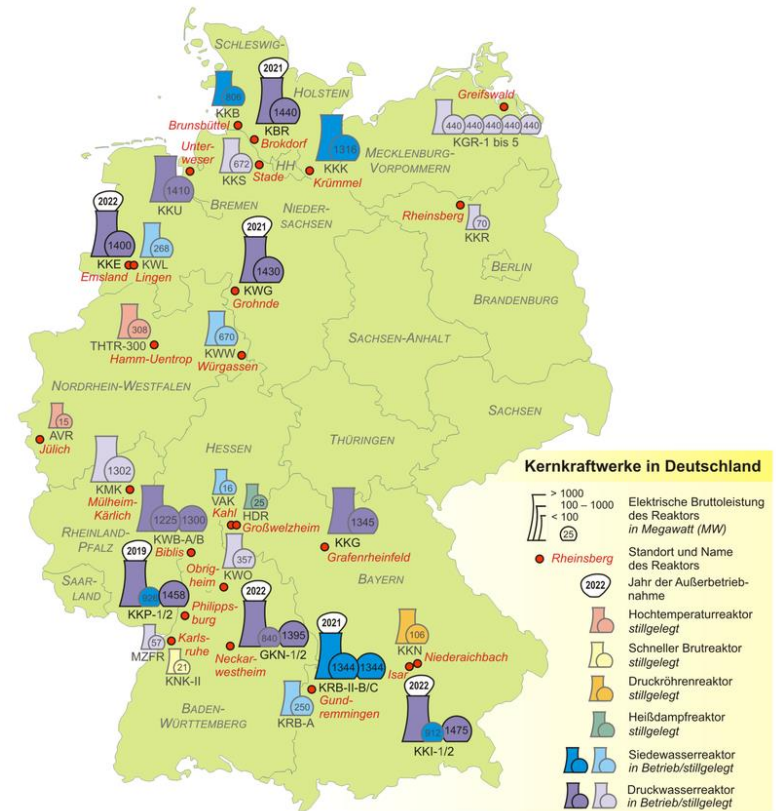 SCHLESWIG-
HOLSTEIN
2021
806
KKB
1440
KBR
Brunsbüttel
Brokdorf
Greifswald
440 440 440 440 440
KGR-1 bis 5
1316
KKK
MECKLENBURG-
VORPOMMERN
Unter-
weser
672
KKS
HH
Stade
Krümmel
1410
KKU
BREMEN
NIEDER-
SACHSEN
Rheinsberg
70
KKR
2022
1400
KKE
268
KWL
Emsland
Lingen
2021
1430
KWG
Grohnde
BERLIN
BRANDENBURG
308
THTR-300
Hamm-Uentrop
670
KWW
Würgassen
SACHSEN-ANHALT
NORDRHEIN-WESTFALEN
SACHSEN
15
AVR
Jülich
HESSEN
THÜRINGEN
1302
KMK
Mülheim-
Kärlich
16
VAK
Kahl
25
HDR
Großwelzheim
1345
KKG
Grafenrheinfeld
RHEINLAND-
PFALZ
1225 1300
KWB-A/B
Biblis
357
KWO
Obrig-
heim
BAYERN
SAAR-
LAND
2019
926 1458
KKP-1/2
Philipps-
burg
2022
840 1395
GKN-1/2
Neckar-
westheim
57
MZFR
Karls-
ruhe
21
KNK-II
2021
1344 1344
KRB-II-B/C
Gund-
remmingen
250
KRB-A
106
KKN
Niederaichbach
Isar
2022
912 1475
KKI-1/2
BADEN-
WÜRTTEMBERG
Kernkraftwerke in Deutschland
> 1000
100 – 1000
< 100
25
Elektrische Bruttoleistung
des Reaktors
in Megawatt (MW)
Rheinsberg
Standort und Name
des Reaktors
2022
Jahr der Außerbetrieb-
nahme
Hochtemperaturreaktor
stillgelegt
Schneller Brutreaktor
stillgelegt
Druckröhrenreaktor
stillgelegt
Heißdampfreaktor
stillgelegt
Siedewasserreaktor
in Betrieb/stillgelegt
Druckwasserreaktor
in Betrieb/stillgelegt